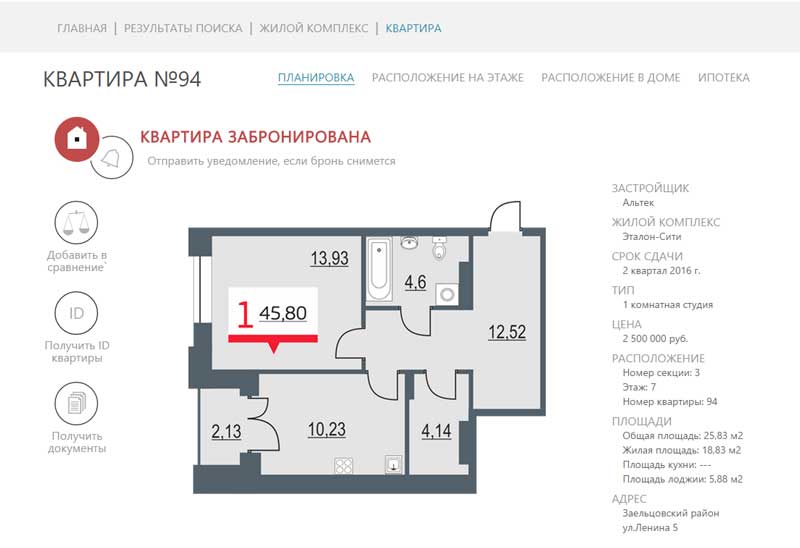 ГЛАВНАЯ | РЕЗУЛЬТАТЫ ПОИСКА | ЖИЛОЙ КОМПЛЕКС | КВАРТИРА
КВАРТИРА №94
ПЛАНИРОВКА РАСПОЛОЖЕНИЕ НА ЭТАЖЕ РАСПОЛОЖЕНИЕ В ДОМЕ ИПОТЕКА
КВАРТИРА ЗАБРОНИРОВАНА
Отправить уведомление, если бронь снимется
Добавить в
сравнение`
ID
Получить ID
квартиры
Получить
документы
13,93
4,6
1 45,80
12,52
2,13
10,23
4,14
ЗАСТРОЙЩИК
Альтек
ЖИЛОЙ КОМПЛЕКС
Эталон-Сити
СРОК СДАЧИ
2 квартал 2016 г.
ТИП
1 комнатная студия
ЦЕНА
2 500 000 руб.
РАСПОЛОЖЕНИЕ
Номер секции: 3
Этаж: 7
Номер квартиры: 94
ПЛОЩАДИ
Общая площадь: 25,83 м2
Жилая площадь: 18,83 м2
Площадь кухни: ---
Площадь лоджии: 5,88 м2
АДРЕС
Заельцовский район
ул.Ленина 5